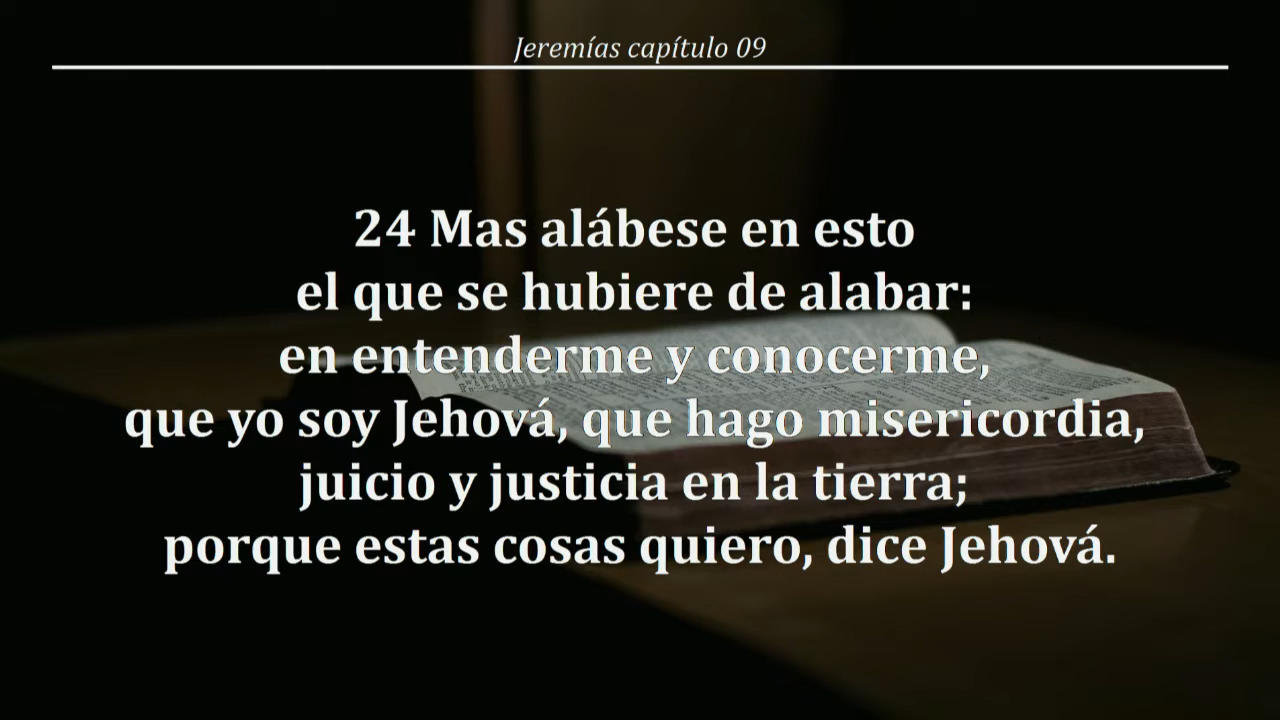 Jeremías capítulo 09
24 Mas alábese en esto
el que se hubiere de alabar:
en entenderme y conocerme,
que yo soy Jehová, que hago misericordia,
juicio y justicia en la tierra;
porque estas cosas quiero, dice Jehová.